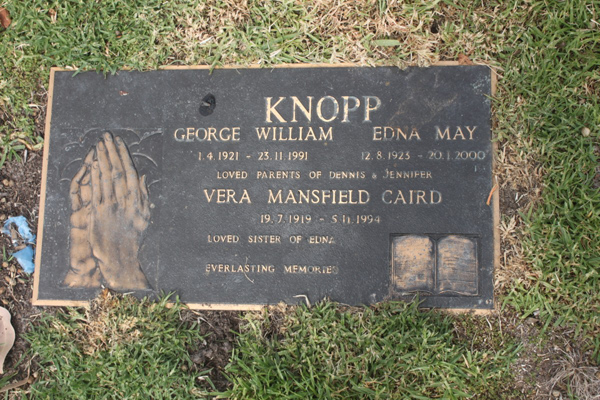 KNOPP
GEORGE WILLIAM EDNA MAY
1.4.1921 - 23.11.1991 12.8.1923 - 20.1.2000
LOVED PARENTS OF DENNIS & JENNIFER
VERA MANSFIELD CAIRD
19.7.1919 - 5.11.1994
LOVED SISTER OF EDNA
EVERLASTING MEMORIES